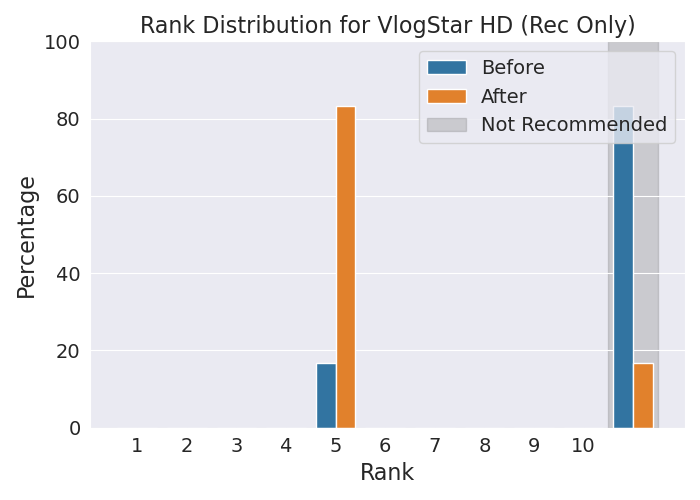 Rank Distribution for VlogStar HD (Rec Only)
Before
After
Not Recommended
Percentage
100
80
60
40
20
0
1 2 3 4 5 6 7 8 9 10
Rank